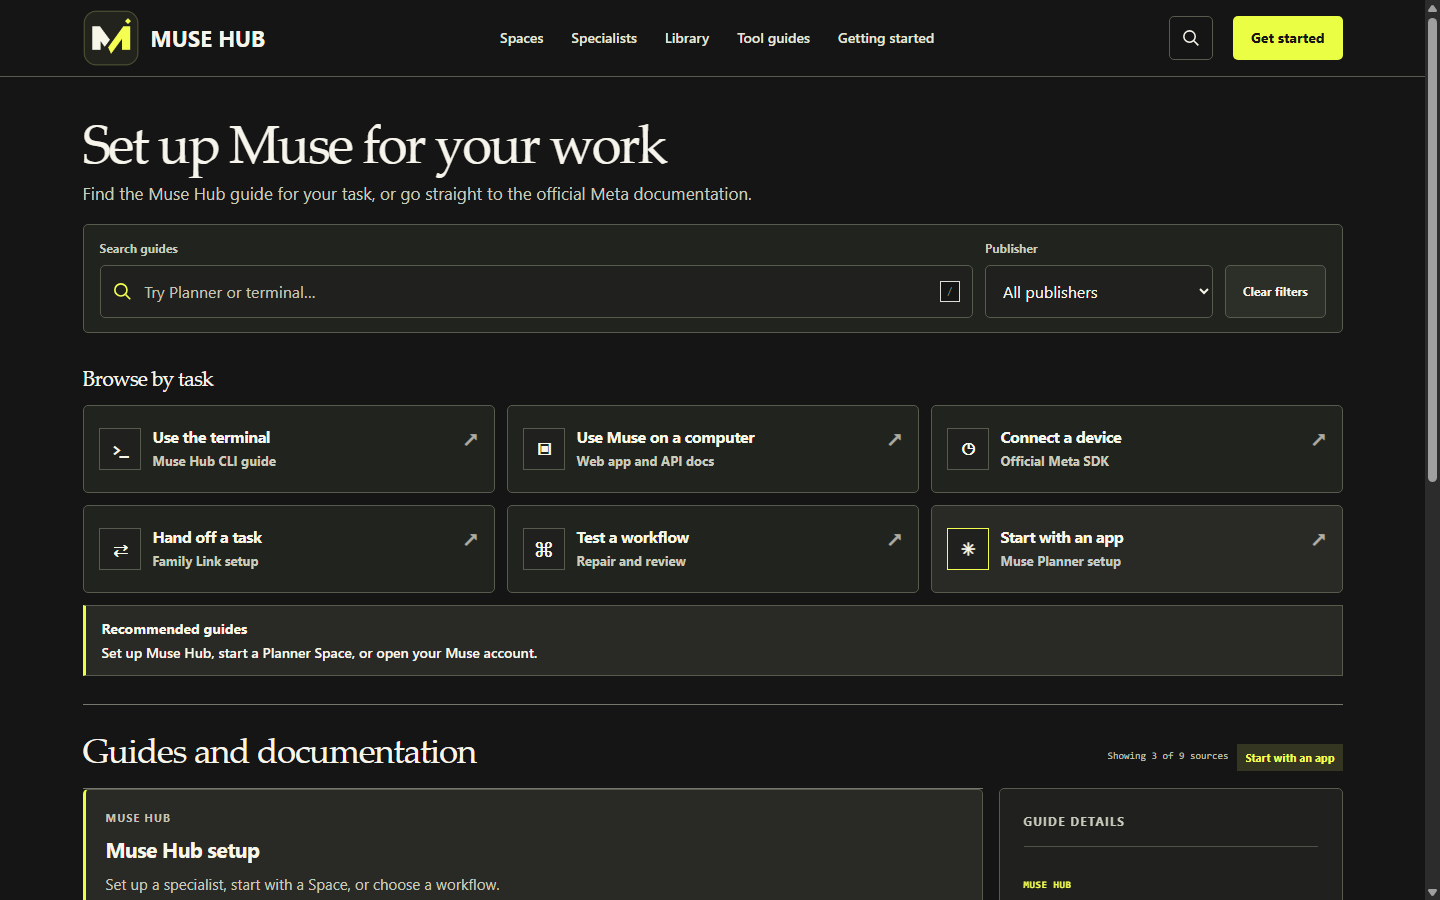 MUSE HUB
Spaces
Specialists
Library
Tool guides
Getting started
Get started
Set up Muse for your work
Find the Muse Hub guide for your task, or go straight to the official Meta documentation.
Search guides
Publisher
Try Planner or terminal...
/
All publishers
Clear filters
Browse by task
Use the terminal
Muse Hub CLI guide
Use Muse on a computer
Web app and API docs
Connect a device
Official Meta SDK
Hand off a task
Family Link setup
Test a workflow
Repair and review
Start with an app
Muse Planner setup
Recommended guides
Set up Muse Hub, start a Planner Space, or open your Muse account.
Guides and documentation
Showing 3 of 9 sources
Start with an app
MUSE HUB
Muse Hub setup
Set up a specialist, start with a Space, or choose a workflow.
GUIDE DETAILS
MUSE HUB